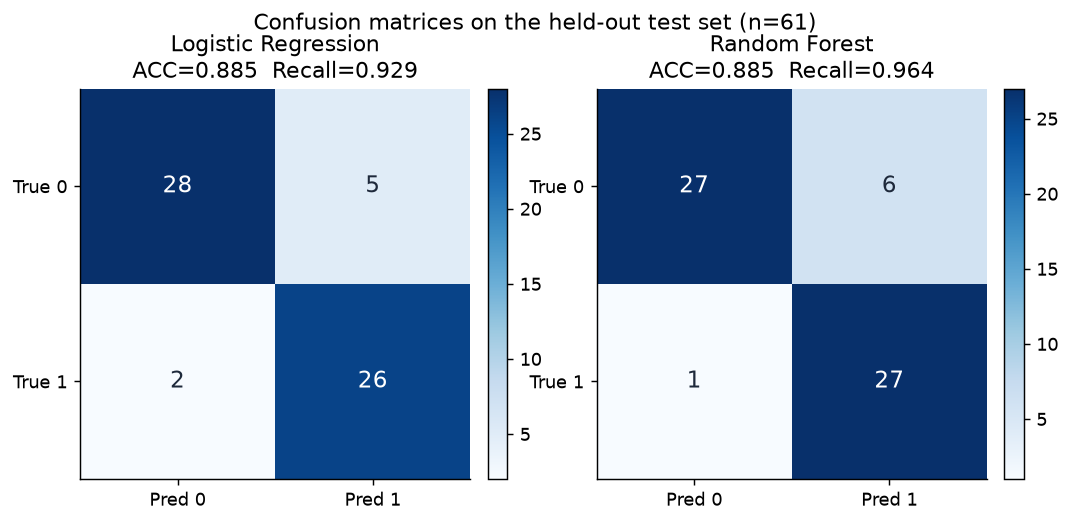 Confusion matrices on the held-out test set (n=61)
Logistic Regression
ACC=0.885  Recall=0.929
True 0
28
5
True 1
2
26
Pred 0
Pred 1
25
20
15
10
5
Random Forest
ACC=0.885  Recall=0.964
True 0
27
6
True 1
1
27
Pred 0
Pred 1
25
20
15
10
5